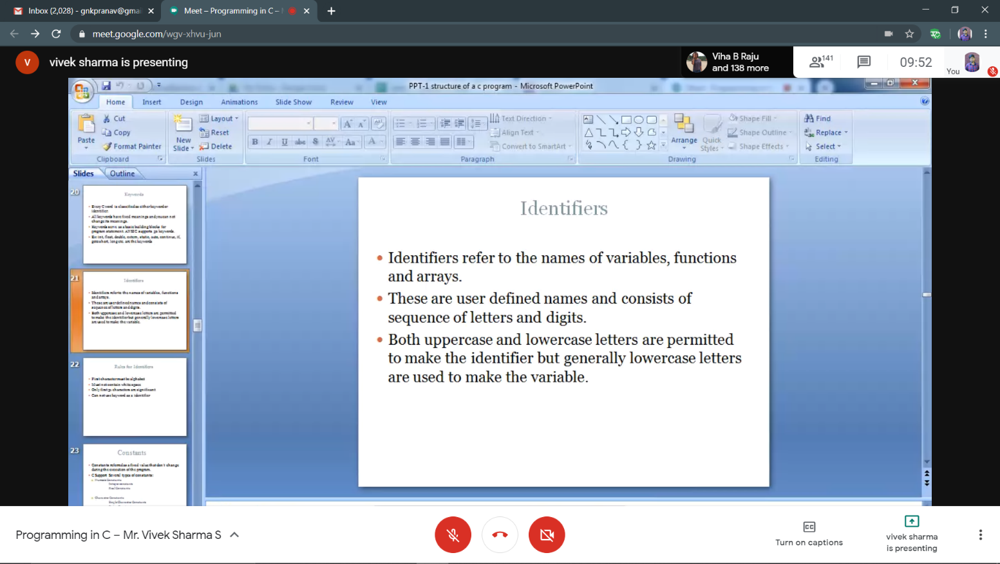 Inbox (2,028) - gnkpranav@gmai
Meet – Programming in C –
meet.google.com/wgv-xhvu-jun
V
vivek sharma is presenting
Viha B Raju
and 138 more
141
09:52
You
PPT-1 structure of a c program - Microsoft PowerPoint
Home Insert Design Animations Slide Show Review View
Paste
Cut
Copy
Format Painter
Clipboard
New
Slide
Layout
Reset
Delete
Slides
B I U abc S AV Aa A
Font
Text Direction
Align Text
Convert to SmartArt
Paragraph
Arrange
Quick
Styles
Shape Fill
Shape Outline
Shape Effects
Drawing
Find
Replace
Select
Editing
Slides Outline
20
Keywords
• Every C word is classified as either keyword or
identifier.
• All keywords have fixed meanings and you can not
change its meanings.
• Keywords serve as a basic building blocks for
program statement. ANSI C supports 32 keywords.
• Ex: int, float, double, extern, static, auto, continue, if,
goto short, long etc. are the keywords
21
Identifiers
• Identifiers refer to the names of variables, functions
and arrays.
• These are user defined names and consists of
sequence of letters and digits.
• Both uppercase and lowercase letters are permitted
to make the identifier but generally lowercase letters
are used to make the variable.
22
Rules for Identifiers
• First character must be alphabet
• Must not contain white space
• Only first 31 characters are significant
• Can not use keyword as a identifier
23
Constants
• Constants referred as a fixed value that don't change
during the execution of the program.
• C Support Several types of constants:
Numeric Constants
Integer constants
Real Constants
Character Constants
Single Character Constants
Identifiers
• Identifiers refer to the names of variables, functions
and arrays.
• These are user defined names and consists of
sequence of letters and digits.
• Both uppercase and lowercase letters are permitted
to make the identifier but generally lowercase letters
are used to make the variable.
Programming in C – Mr. Vivek Sharma S
CC
Turn on captions
vivek sharma
is presenting